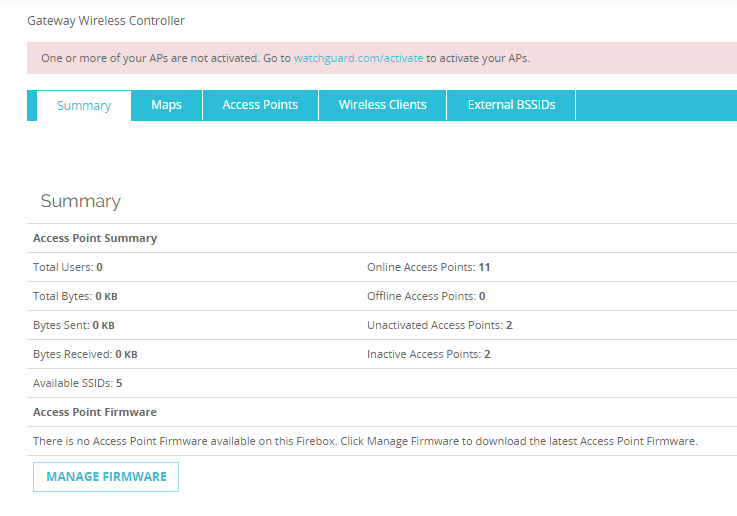 Gateway Wireless Controller
One or more of your APs are not activated. Go to watchguard.com/activate to activate your APs.
Summary Maps Access Points Wireless Clients External BSSIDs
Summary
Access Point Summary
Total Users: 0 Online Access Points: 11
Total Bytes: 0 KB Offline Access Points: 0
Bytes Sent: 0 KB Unactivated Access Points: 2
Bytes Received: 0 KB Inactive Access Points: 2
Available SSIDs: 5
Access Point Firmware
There is no Access Point Firmware available on this Firebox. Click Manage Firmware to download the latest Access Point Firmware.
MANAGE FIRMWARE